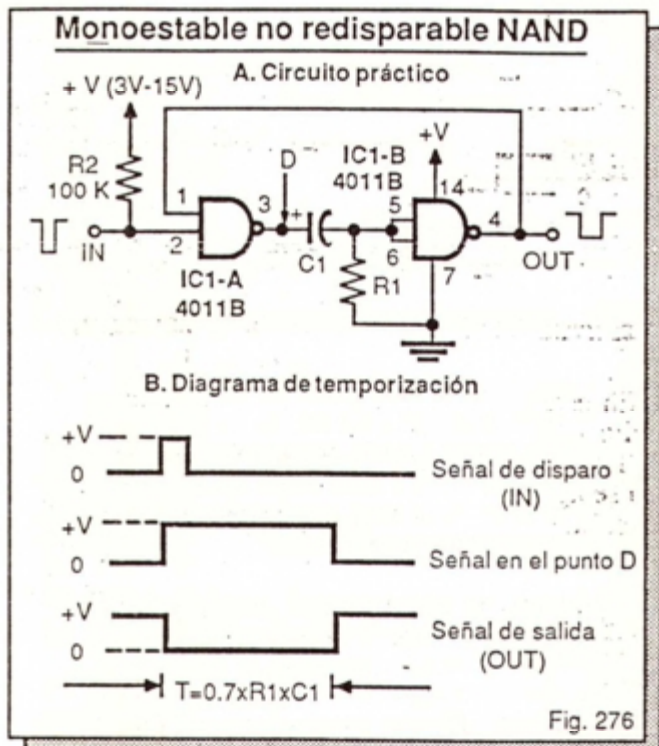 Monoestable no redisparable NAND
A. Circuito práctico
+ V (3V-15V)
R2
100 K
D
IC1-B
4011B
+V
14
1
3
+
5
4
2
6
IN
C1
OUT
IC1-A
4011B
R1
7
B. Diagrama de temporización
+V
0
Señal de disparo
(IN)
+V
0
Señal en el punto D
+V
0
Señal de salida
(OUT)
T=0.7xR1xC1
Fig. 276